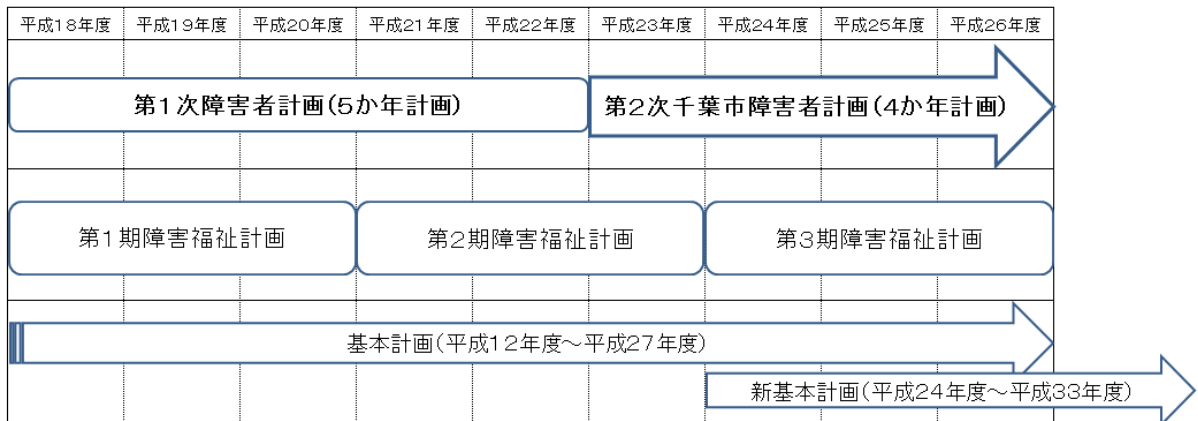 平成18年度 平成19年度 平成20年度 平成21年度 平成22年度 平成23年度 平成24年度 平成25年度 平成26年度
第1次障害者計画(5か年計画) 第2次千葉市障害者計画(4か年計画)
第1期障害福祉計画 第2期障害福祉計画 第3期障害福祉計画
基本計画(平成12年度～平成27年度)
新基本計画(平成24年度～平成33年度)